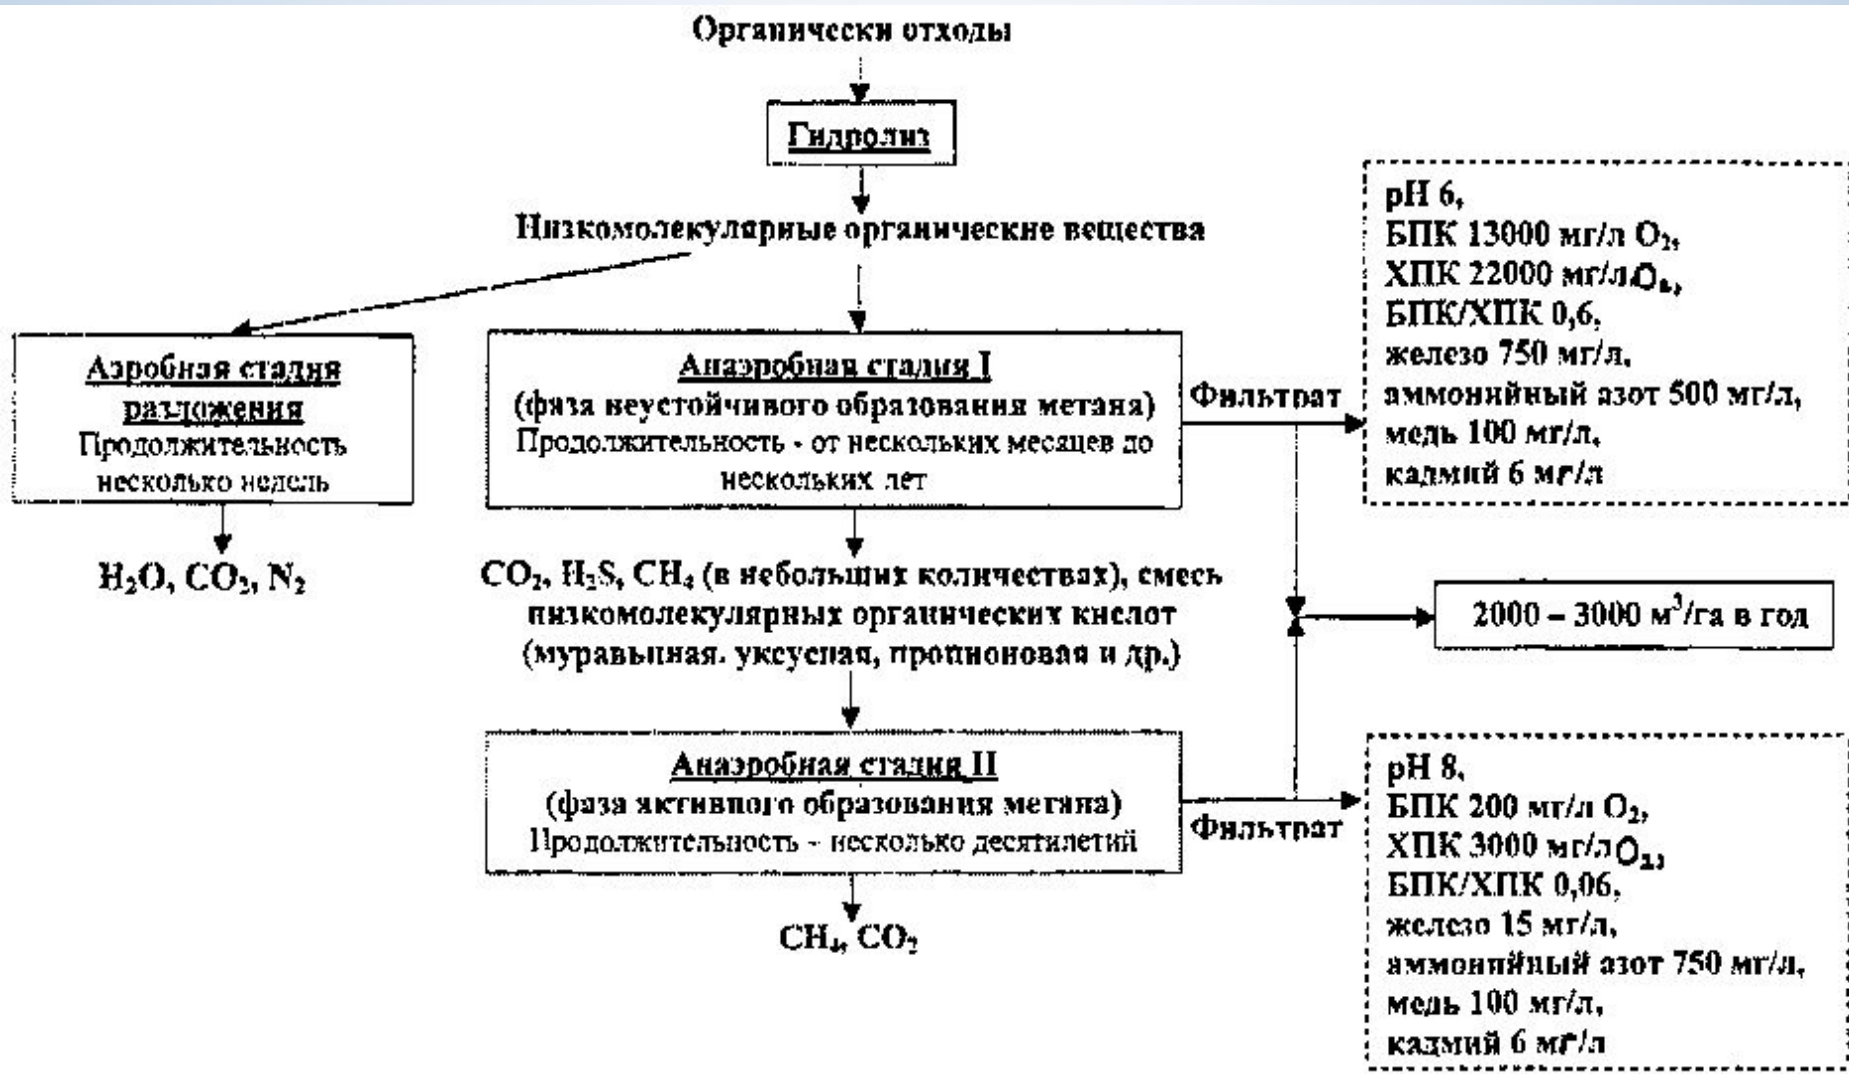 Органически отходы
Гидролиз
Низкомолекулярные органические вещества
Аэробная стадия
разложения
Продолжительность
несколько недель
H₂O, CO₂, N₂
Анаэробная стадия I
(фаза неустойчивого образования метана)
Продолжительность - от нескольких месяцев до
нескольких лет
Фильтрат
pH 6,
БПК 13000 мг/л O₂,
ХПК 22000 мг/л O₂,
БПК/ХПК 0,6,
железо 750 мг/л,
аммонийный азот 500 мг/л,
медь 100 мг/л,
кадмий 6 мг/л
CO₂, H₂S, CH₄ (в небольших количествах), смесь
низкомолекулярных органических кислот
(муравьиная, уксусная, пропионовая и др.)
2000 – 3000 м³/га в год
Анаэробная стадия II
(фаза активного образования метана)
Продолжительность – несколько десятилетий
Фильтрат
CH₄, CO₂
pH 8,
БПК 200 мг/л O₂,
ХПК 3000 мг/л O₂,
БПК/ХПК 0,06,
железо 15 мг/л,
аммонийный азот 750 мг/л,
медь 100 мг/л,
кадмий 6 мг/л